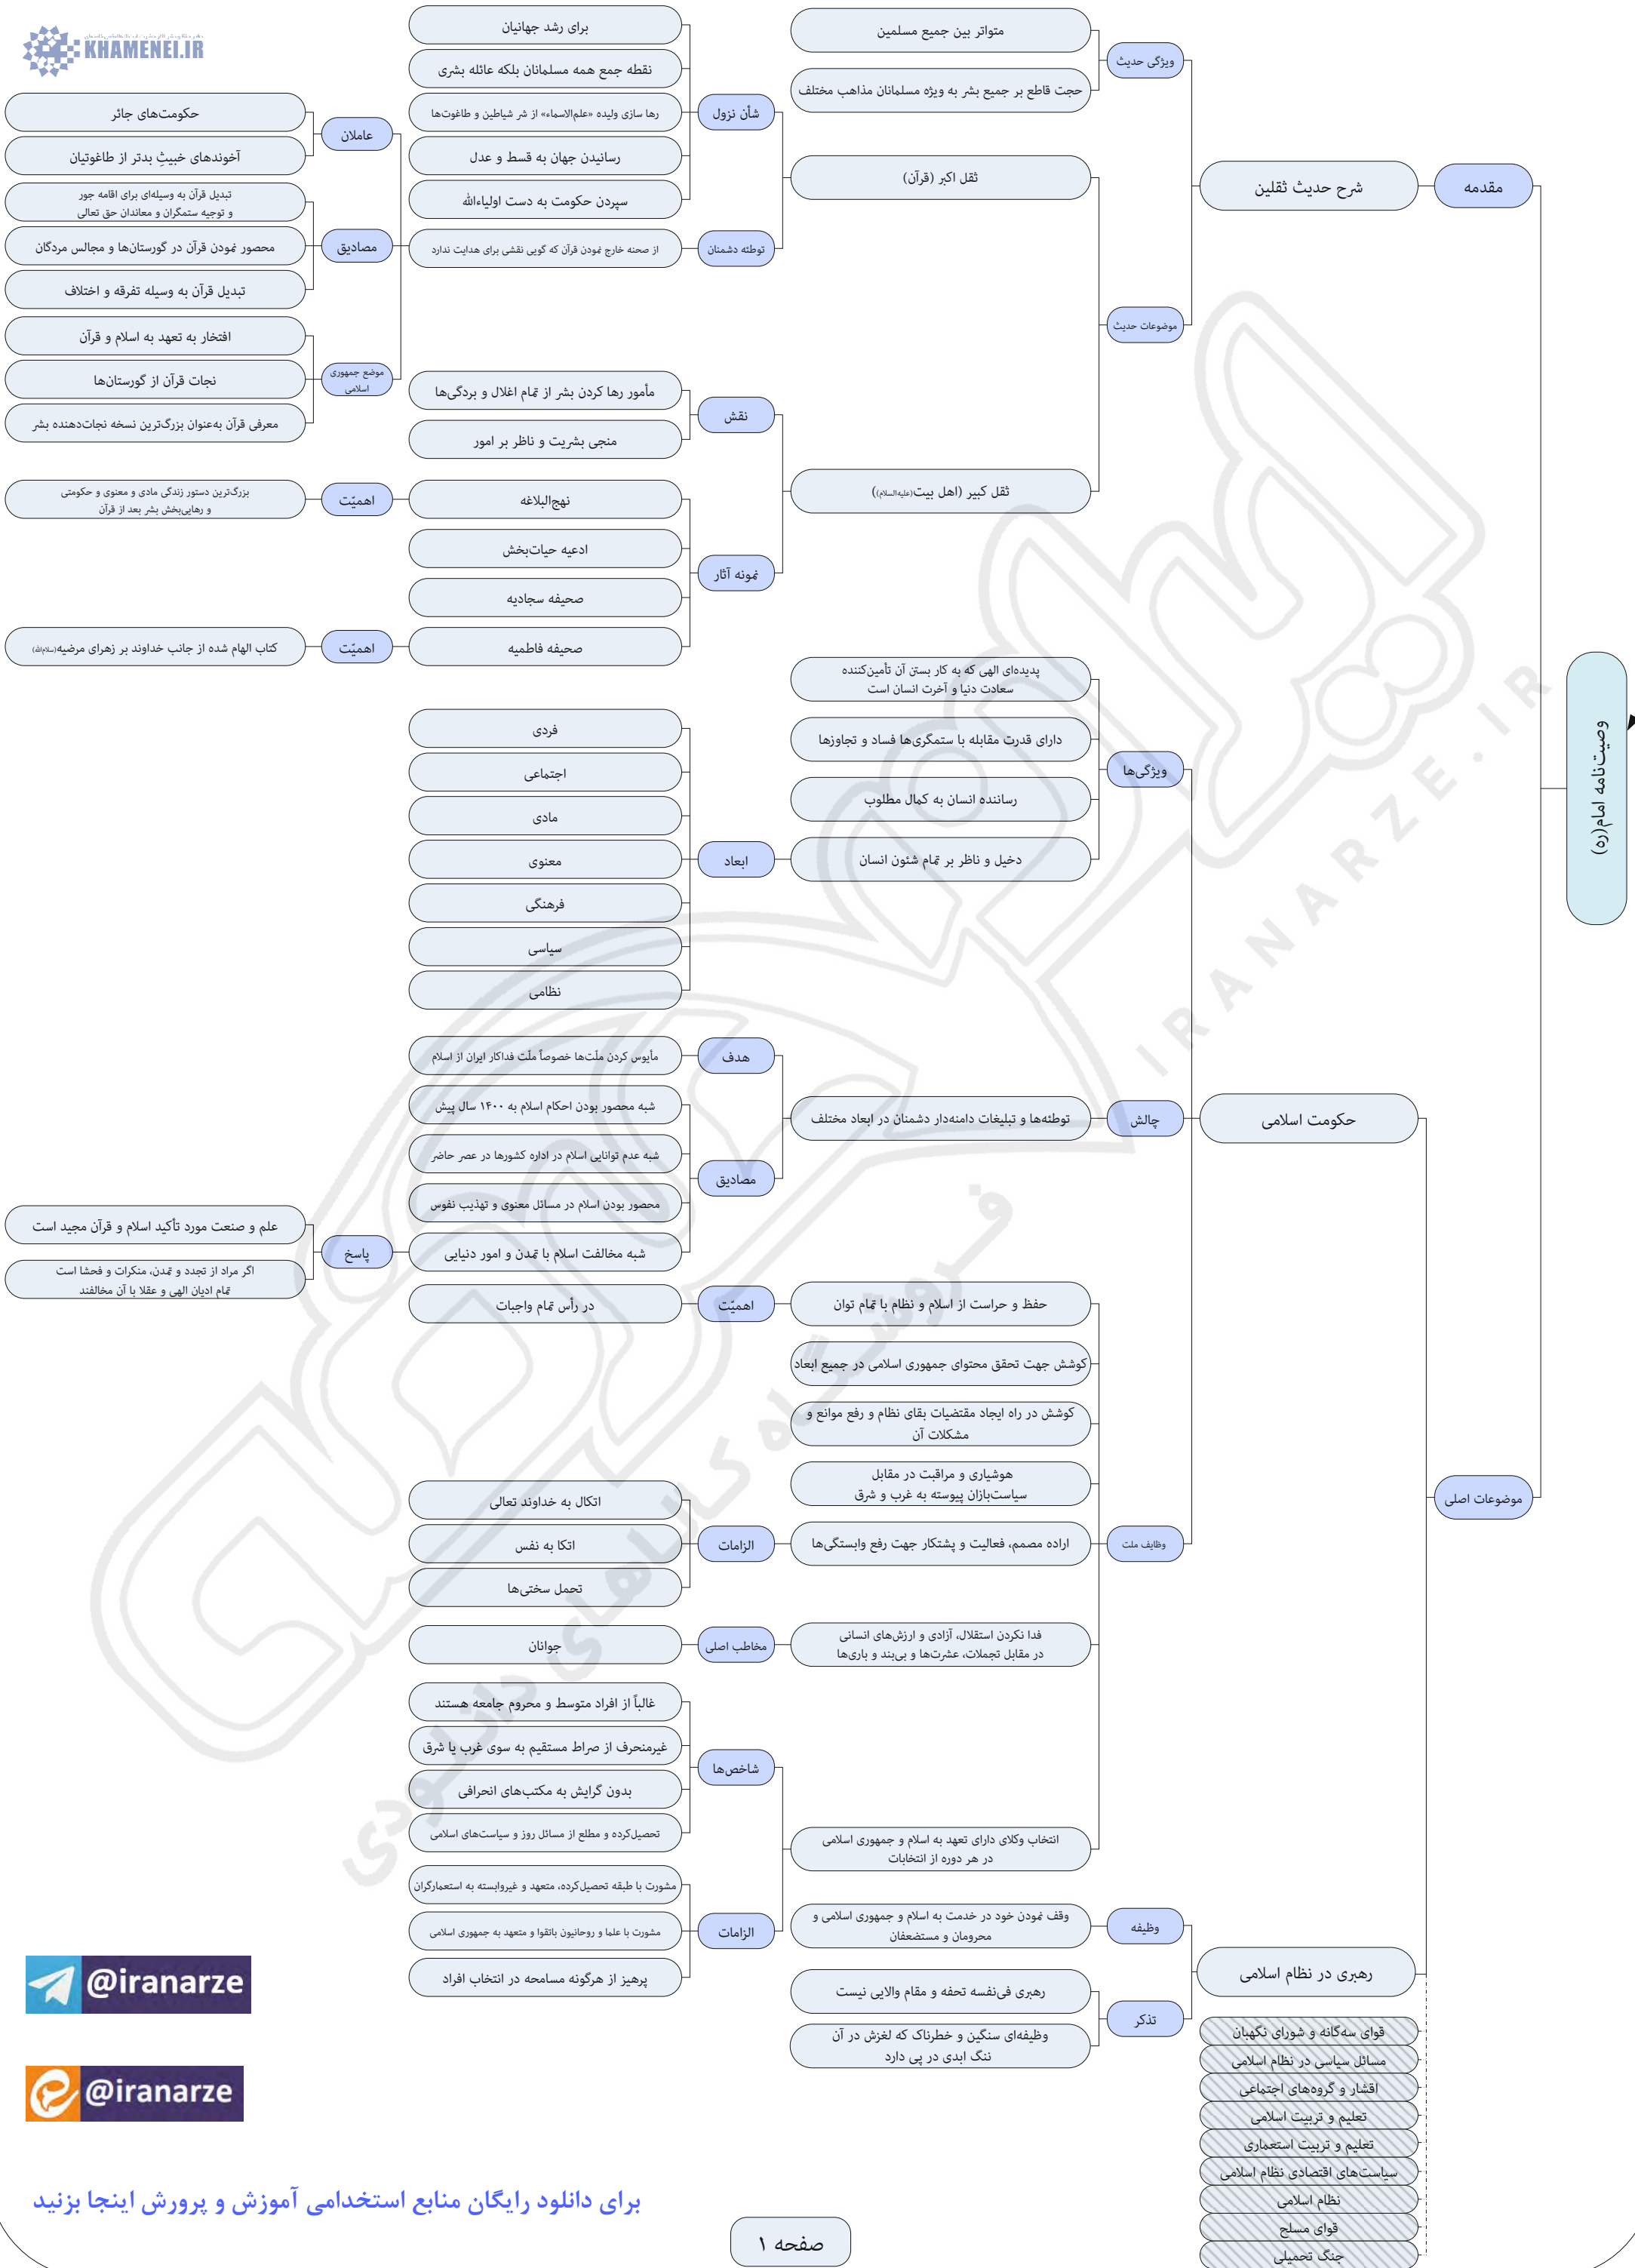 وصیت‌نامه امام(ره)
مقدمه
شرح حدیث ثقلین
ویژگی حدیث
متواتر بین جمیع مسلمین
حجت قاطع بر جمیع بشر به ویژه مسلمانان مذاهب مختلف
موضوعات حدیث
ثقل اکبر (قرآن)
شأن نزول
برای رشد جهانیان
نقطه جمع همه مسلمانان بلکه عائله بشری
رها سازی ولیده «علم‌الاسماء» از شر شیاطین و طاغوت‌ها
رسانیدن جهان به قسط و عدل
سپردن حکومت به دست اولیاءالله
توطئه دشمنان
از صحنه خارج نمودن قرآن که گویی نقشی برای هدایت ندارد
عاملان
حکومت‌های جائر
آخوندهای خبیثِ بدتر از طاغوتیان
مصادیق
تبدیل قرآن به وسیله‌ای برای اقامه جور
و توجیه ستمگران و معاندان حق تعالی
محصور نمودن قرآن در گورستان‌ها و مجالس مردگان
تبدیل قرآن به وسیله تفرقه و اختلاف
موضع جمهوری
اسلامی
افتخار به تعهد به اسلام و قرآن
نجات قرآن از گورستان‌ها
معرفی قرآن به‌عنوان بزرگ‌ترین نسخه نجات‌دهنده بشر
ثقل کبیر (اهل بیت(علیه‌السلام))
نقش
مأمور رها کردن بشر از تمام اغلال و بردگی‌ها
منجی بشریت و ناظر بر امور
نمونه آثار
نهج‌البلاغه
اهمیّت
بزرگ‌ترین دستور زندگی مادی و معنوی و حکومتی
و رهایی‌بخش بشر بعد از قرآن
ادعیه حیات‌بخش
صحیفه سجادیه
صحیفه فاطمیه
اهمیّت
کتاب الهام شده از جانب خداوند بر زهرای مرضیه(سلام‌الله)
موضوعات اصلی
حکومت اسلامی
ویژگی‌ها
پدیده‌ای الهی که به کار بستن آن تأمین‌کننده
سعادت دنیا و آخرت انسان است
دارای قدرت مقابله با ستمگری‌ها فساد و تجاوزها
رساننده انسان به کمال مطلوب
دخیل و ناظر بر تمام شئون انسان
ابعاد
فردی
اجتماعی
مادی
معنوی
فرهنگی
سیاسی
نظامی
چالش
توطئه‌ها و تبلیغات دامنه‌دار دشمنان در ابعاد مختلف
هدف
مأیوس کردن ملّت‌ها خصوصاً ملّت فداکار ایران از اسلام
مصادیق
شبه محصور بودن احکام اسلام به ۱۴۰۰ سال پیش
شبه عدم توانایی اسلام در اداره کشورها در عصر حاضر
محصور بودن اسلام در مسائل معنوی و تهذیب نفوس
شبه مخالفت اسلام با تمدن و امور دنیایی
پاسخ
علم و صنعت مورد تأکید اسلام و قرآن مجید است
اگر مراد از تجدد و تمدن، منکرات و فحشا است
تمام ادیان الهی و عقلا با آن مخالفند
وظایف ملت
حفظ و حراست از اسلام و نظام با تمام توان
اهمیّت
در رأس تمام واجبات
کوشش جهت تحقق محتوای جمهوری اسلامی در جمیع ابعاد
کوشش در راه ایجاد مقتضیات بقای نظام و رفع موانع و
مشکلات آن
هوشیاری و مراقبت در مقابل
سیاست‌بازان پیوسته به غرب و شرق
اراده مصمم، فعالیت و پشتکار جهت رفع وابستگی‌ها
الزامات
اتکال به خداوند تعالی
اتکا به نفس
تحمل سختی‌ها
فدا نکردن استقلال، آزادی و ارزش‌های انسانی
در مقابل تجملات، عشرت‌ها و بی‌بند و باری‌ها
مخاطب اصلی
جوانان
انتخاب وکلای دارای تعهد به اسلام و جمهوری اسلامی
در هر دوره از انتخابات
شاخص‌ها
غالباً از افراد متوسط و محروم جامعه هستند
غیرمنحرف از صراط مستقیم به سوی غرب یا شرق
بدون گرایش به مکتب‌های انحرافی
تحصیل‌کرده و مطلع از مسائل روز و سیاست‌های اسلامی
الزامات
مشورت با طبقه تحصیل‌کرده، متعهد و غیروابسته به استعمارگران
مشورت با علما و روحانیون باتقوا و متعهد به جمهوری اسلامی
پرهیز از هرگونه مسامحه در انتخاب افراد
رهبری در نظام اسلامی
وظیفه
وقف نمودن خود در خدمت به اسلام و جمهوری اسلامی و
محرومان و مستضعفان
تذکر
رهبری فی‌نفسه تحفه و مقام والایی نیست
وظیفه‌ای سنگین و خطرناک که لغزش در آن
ننگ ابدی در پی دارد
قوای سه‌گانه و شورای نگهبان
مسائل سیاسی در نظام اسلامی
اقشار و گروه‌های اجتماعی
تعلیم و تربیت اسلامی
تعلیم و تربیت استعماری
سیاست‌های اقتصادی نظام اسلامی
نظام اسلامی
قوای مسلح
جنگ تحمیلی
KHAMENEI.IR
ایران عرضه
IRANARZE.IR
فروشگاه کالاهای دانلودی
@iranarze
@iranarze
برای دانلود رایگان منابع استخدامی آموزش و پرورش اینجا بزنید
صفحه ۱